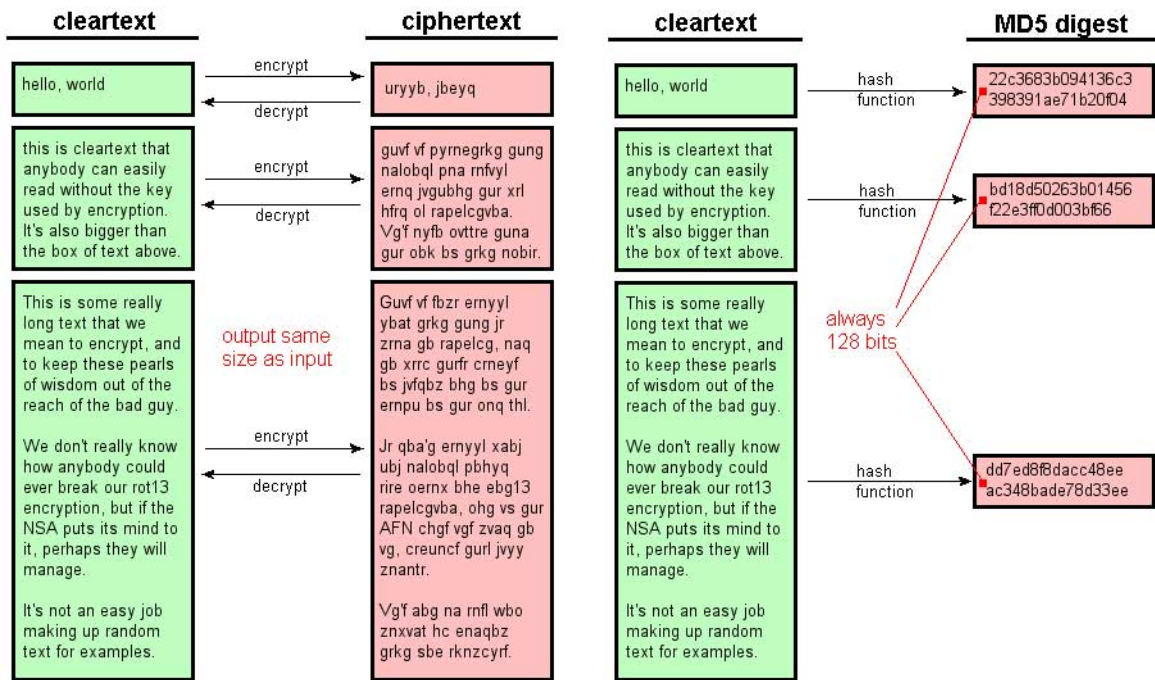 cleartext
ciphertext
hello, world
encrypt
decrypt
uryyb, jbeyq
this is cleartext that
anybody can easily
read without the key
used by encryption.
It's also bigger than
the box of text above.
encrypt
decrypt
guvf vf pyrnegrkg gung
nalobql pna rnfvyl
ernq jvgubhg gur xrl
hfrq ol rapelcgvba.
Vg'f nyfb ovttre guna
gur obk bs grkg nobir.
This is some really
long text that we
mean to encrypt, and
to keep these pearls
of wisdom out of the
reach of the bad guy.
We don't really know
how anybody could
ever break our rot13
encryption, but if the
NSA puts its mind to
it, perhaps they will
manage.
It's not an easy job
making up random
text for examples.
output same
size as input
encrypt
decrypt
Guvf vf fbzr ernyyl
ybat grkg gung jr
zrna gb rapelcg, naq
gb xrrc gurfr crneyf
bs jvfqbz bhg bs gur
ernpu bs gur onq thl.
Jr qba'g ernyyl xabj
ubj nalobql pbhyq
rire oernx bhe ebg13
rapelcgvba, ohg vs gur
AFN chgf vgf zvaq gb
vg, creuncf gurl jvyy
znantr.
Vg'f abg na rnfl wbo
znxvat hc enaqbz
grkg sbe rknzcyrf.
cleartext
MD5 digest
hello, world
hash
function
22c3683b094136c3
398391ae71b20f04
this is cleartext that
anybody can easily
read without the key
used by encryption.
It's also bigger than
the box of text above.
hash
function
bd18d50263b01456
f22e3ff0d003bf66
This is some really
long text that we
mean to encrypt, and
to keep these pearls
of wisdom out of the
reach of the bad guy.
We don't really know
how anybody could
ever break our rot13
encryption, but if the
NSA puts its mind to
it, perhaps they will
manage.
It's not an easy job
making up random
text for examples.
always
128 bits
hash
function
dd7ed8f8dacc48ee
ac348bade78d33ee